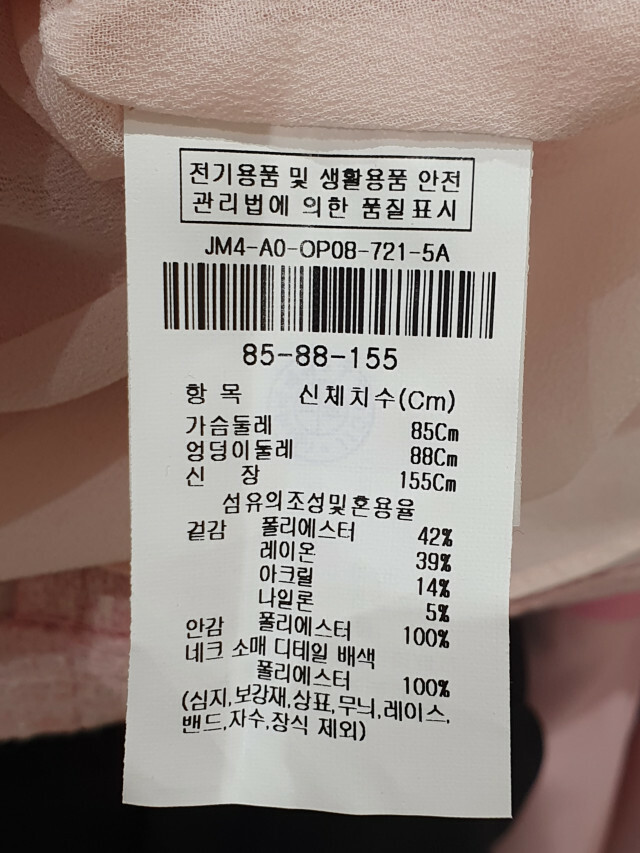 전기용품 및 생활용품 안전
관리법에 의한 품질표시
JM4-A0-OP08-721-5A
85-88-155
항 목 신체치수(Cm)
가슴둘레 85Cm
엉덩이둘레 88Cm
신 장 155Cm
섬유의조성및혼용율
겉감 폴리에스터 42%
레이온 39%
아크릴 14%
나일론 5%
안감 폴리에스터 100%
네크 소매 디테일 배색
폴리에스터 100%
(심지,보강재,상표,무늬,레이스,
밴드,자수,장식 제외)